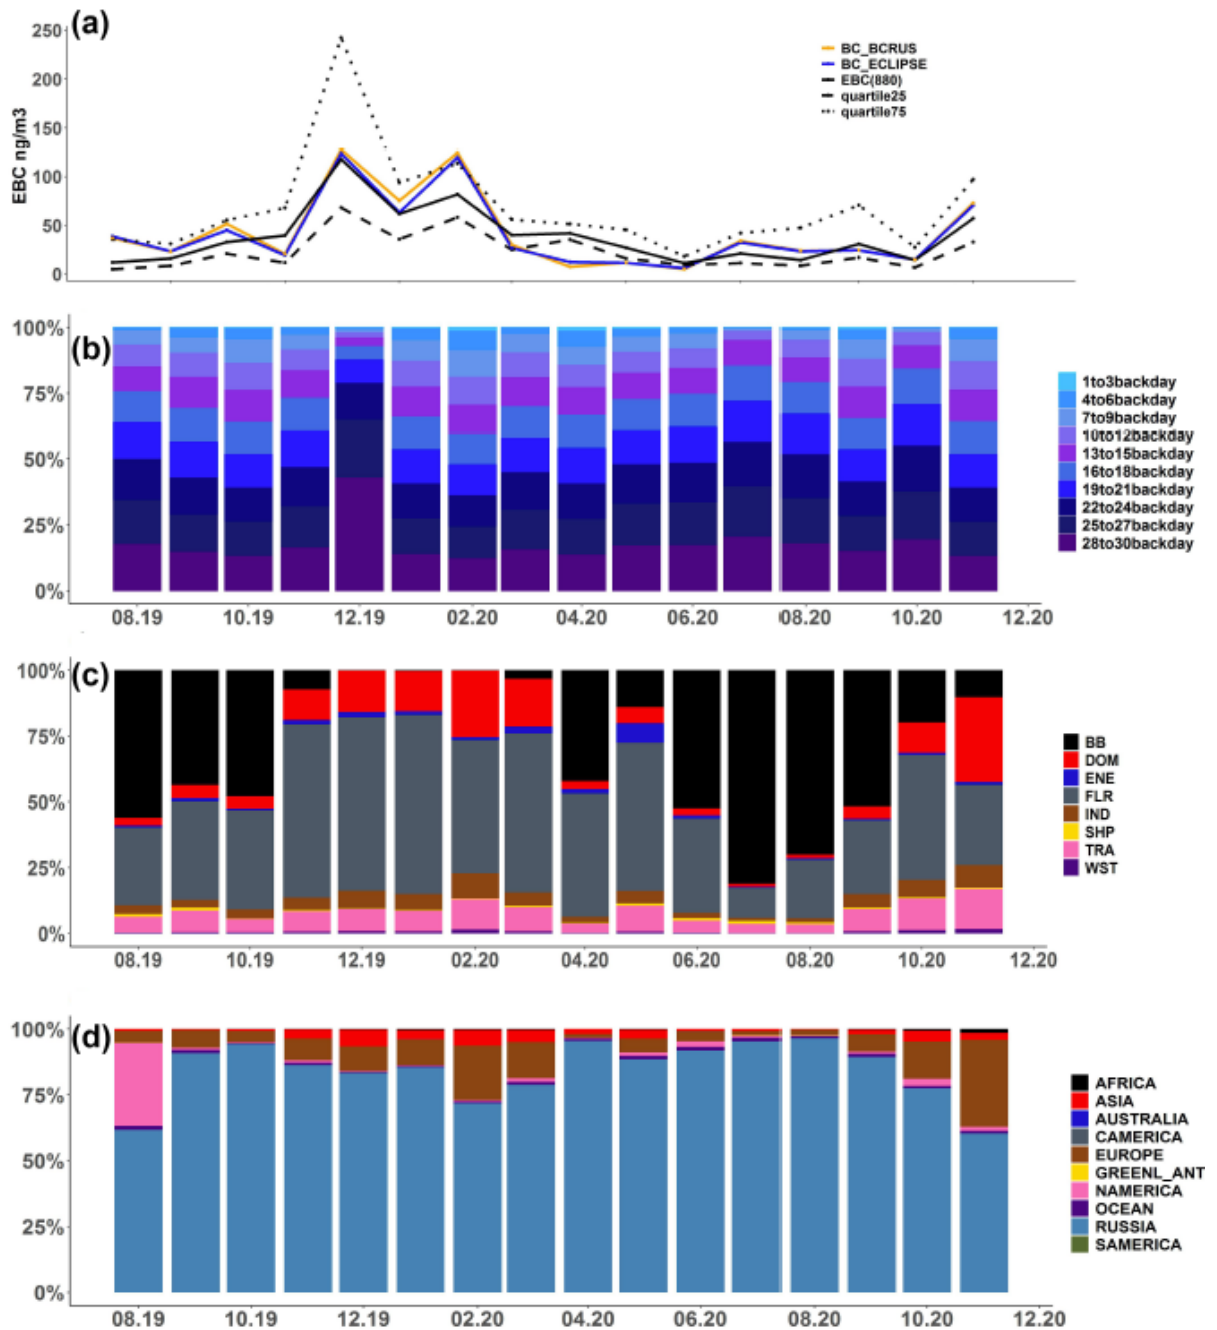 (a)
250
200
150
100
50
0
EBC ng/m3
BC_BCRUS
BC_ECLIPSE
EBC(880)
quartile25
quartile75
(b)
100%
75%
50%
25%
0%
1to3backday
4to6backday
7to9backday
10to12backday
13to15backday
16to18backday
19to21backday
22to24backday
25to27backday
28to30backday
08.19 10.19 12.19 02.20 04.20 06.20 08.20 10.20 12.20
(c)
100%
75%
50%
25%
0%
BB
DOM
ENE
FLR
IND
SHP
TRA
WST
08.19 10.19 12.19 02.20 04.20 06.20 08.20 10.20 12.20
(d)
100%
75%
50%
25%
0%
AFRICA
ASIA
AUSTRALIA
CAMERICA
EUROPE
GREENL_ANT
NAMERICA
OCEAN
RUSSIA
SAMERICA
08.19 10.19 12.19 02.20 04.20 06.20 08.20 10.20 12.20